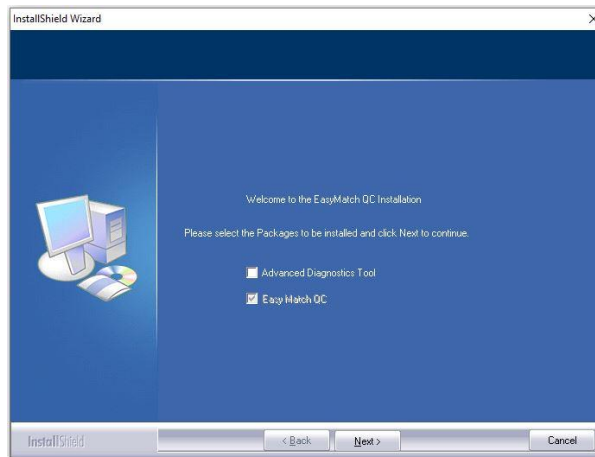 InstallShield Wizard
Welcome to the EasyMatch QC Installation
Please select the Packages to be installed and click Next to continue.
Advanced Diagnostics Tool
Easy Match QC
InstallShield
< Back
Next >
Cancel